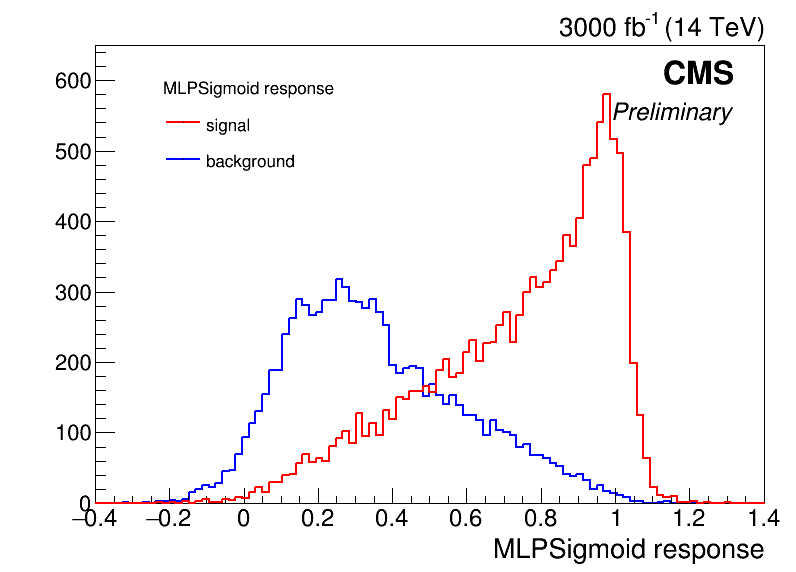 3000 fb-1 (14 TeV)
CMS
Preliminary
MLPSigmoid response
signal
background
600
500
400
300
200
100
0
−0.4 −0.2 0 0.2 0.4 0.6 0.8 1 1.2 1.4
MLPSigmoid response